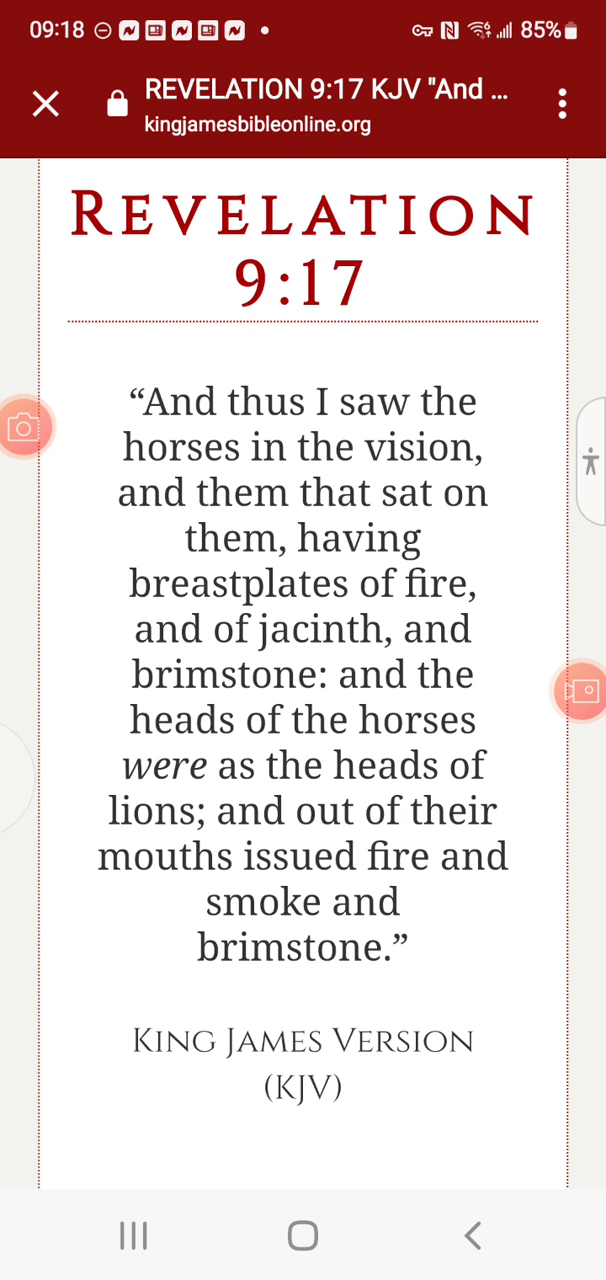 09:18 85%
REVELATION 9:17 KJV "And ...
kingjamesbibleonline.org
REVELATION
9:17
“And thus I saw the
horses in the vision,
and them that sat on
them, having
breastplates of fire,
and of jacinth, and
brimstone: and the
heads of the horses
were as the heads of
lions; and out of their
mouths issued fire and
smoke and
brimstone.”
KING JAMES VERSION
(KJV)